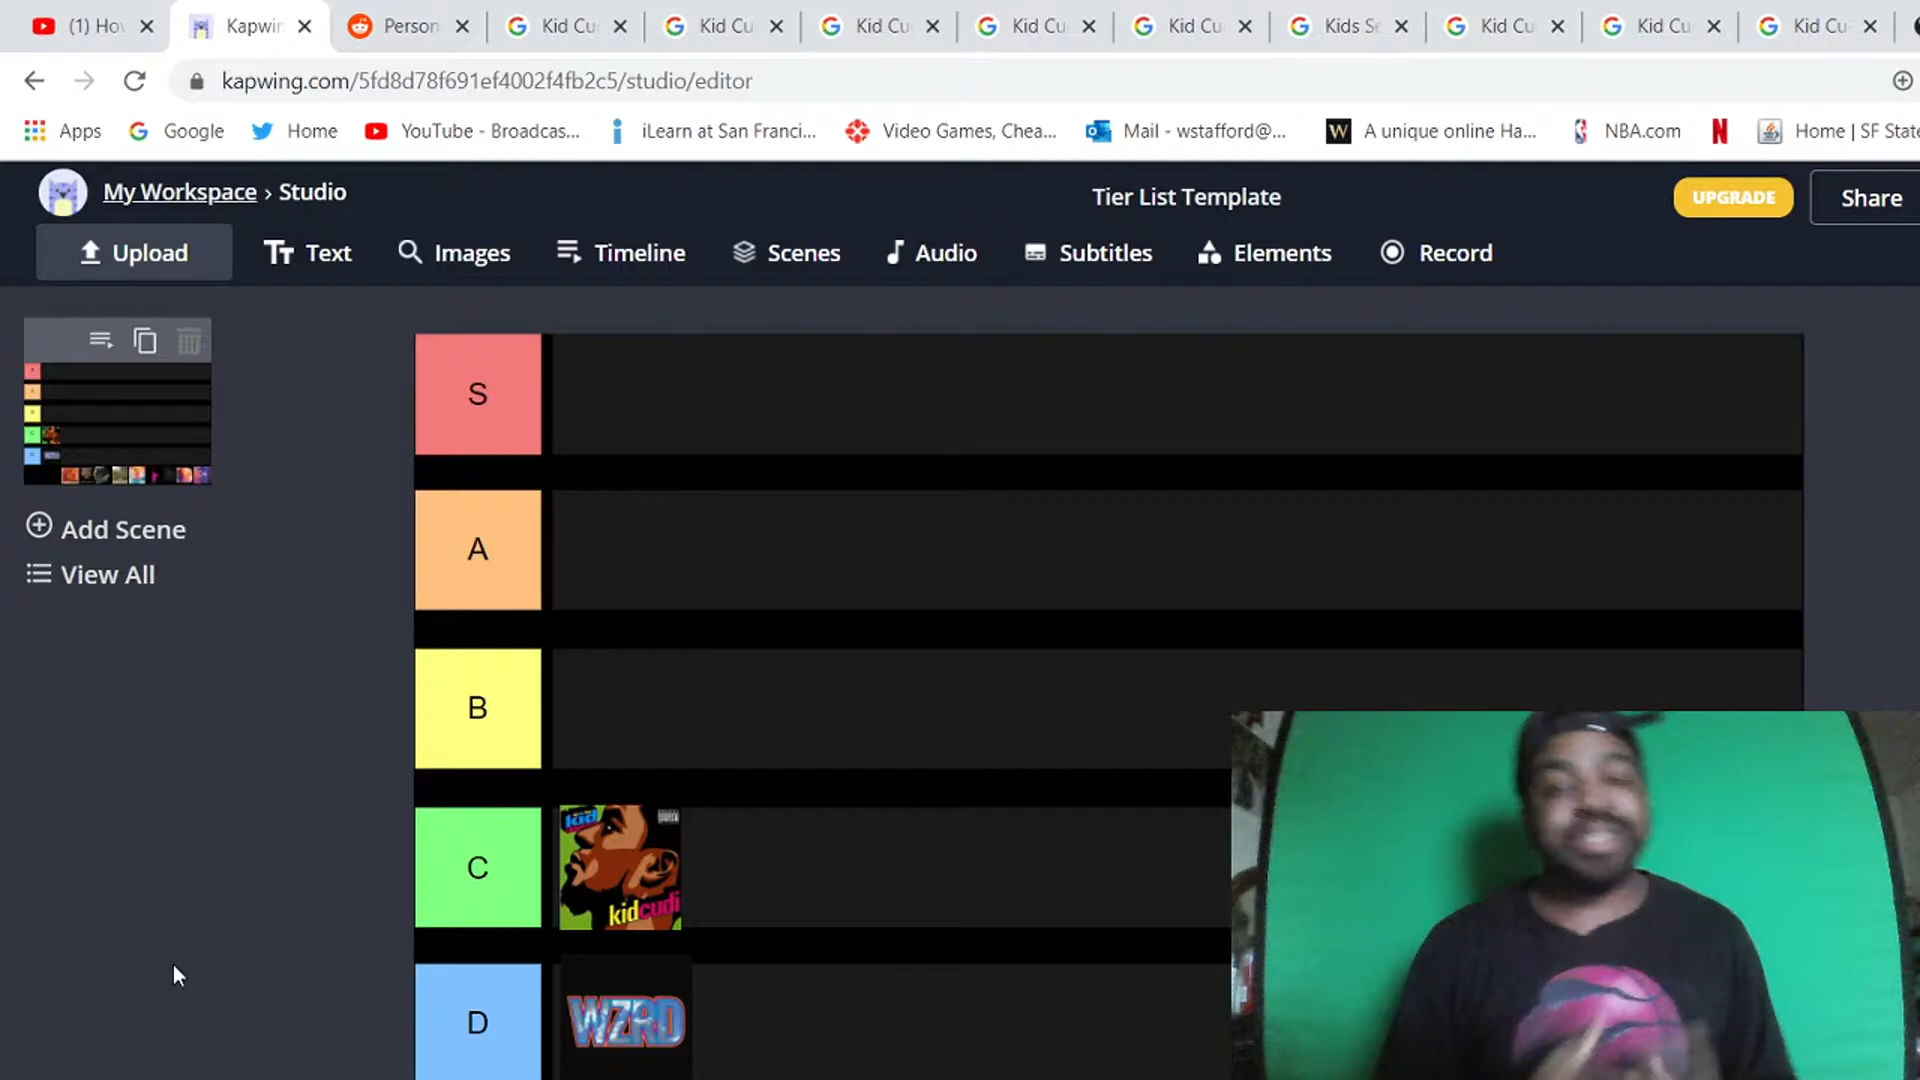 (1) Ho
Kapwin
Person
Kid Cu
Kid Cu
Kid Cu
Kid Cu
Kid Cu
Kids Se
Kid Cu
Kid Cu
Kid Cu
kapwing.com/5fd8d78f691ef4002f4fb2c5/studio/editor
Apps
Google
Home
YouTube - Broadcas...
iLearn at San Franci...
Video Games, Chea...
Mail - wstafford@...
W
A unique online Ha...
NBA.com
N
Home | SF State
My Workspace › Studio
Tier List Template
UPGRADE
Share
Upload
Text
Images
Timeline
Scenes
Audio
Subtitles
Elements
Record
Add Scene
View All
S
A
B
C
kid
kid cudi
D
WZRD